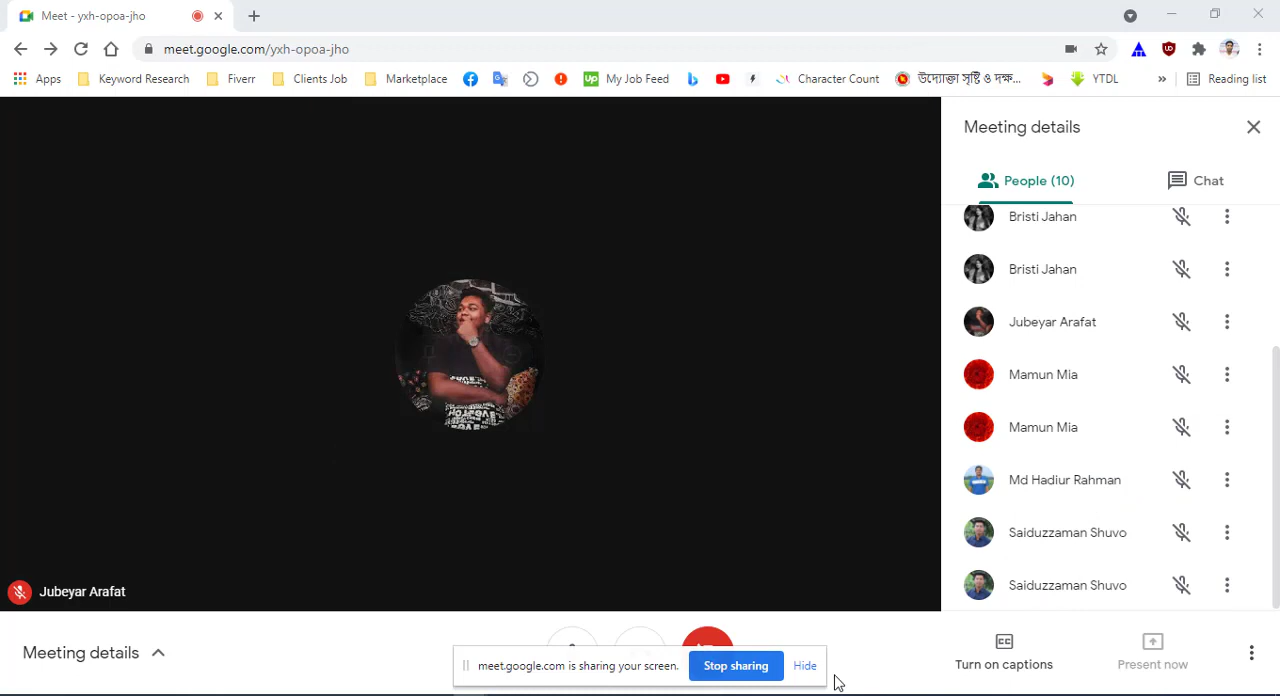 Meet - yxh-opoa-jho
meet.google.com/yxh-opoa-jho
Apps Keyword Research Fiverr Clients Job Marketplace My Job Feed Character Count উদ্যোক্তা সৃষ্টি ও দক্ষ... YTDL » Reading list
Meeting details
People (10) Chat
Bristi Jahan
Bristi Jahan
Jubeyar Arafat
Mamun Mia
Mamun Mia
Md Hadiur Rahman
Saiduzzaman Shuvo
Saiduzzaman Shuvo
Jubeyar Arafat
Meeting details
meet.google.com is sharing your screen. Stop sharing Hide
Turn on captions
Present now